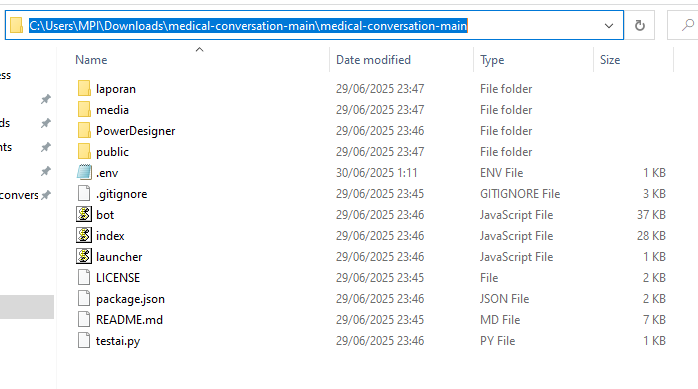 C:\Users\MPI\Downloads\medical-conversation-main\medical-conversation-main
Name Date modified Type Size
ess
laporan 29/06/2025 23:47 File folder
media 29/06/2025 23:47 File folder
ds PowerDesigner 29/06/2025 23:46 File folder
nts public 29/06/2025 23:47 File folder
.env 30/06/2025 1:11 ENV File 1 KB
convers .gitignore 29/06/2025 23:45 GITIGNORE File 3 KB
bot 29/06/2025 23:46 JavaScript File 37 KB
index 29/06/2025 23:46 JavaScript File 28 KB
launcher 29/06/2025 23:46 JavaScript File 1 KB
LICENSE 29/06/2025 23:45 File 2 KB
package.json 29/06/2025 23:46 JSON File 2 KB
README.md 29/06/2025 23:45 MD File 7 KB
testai.py 29/06/2025 23:46 PY File 1 KB